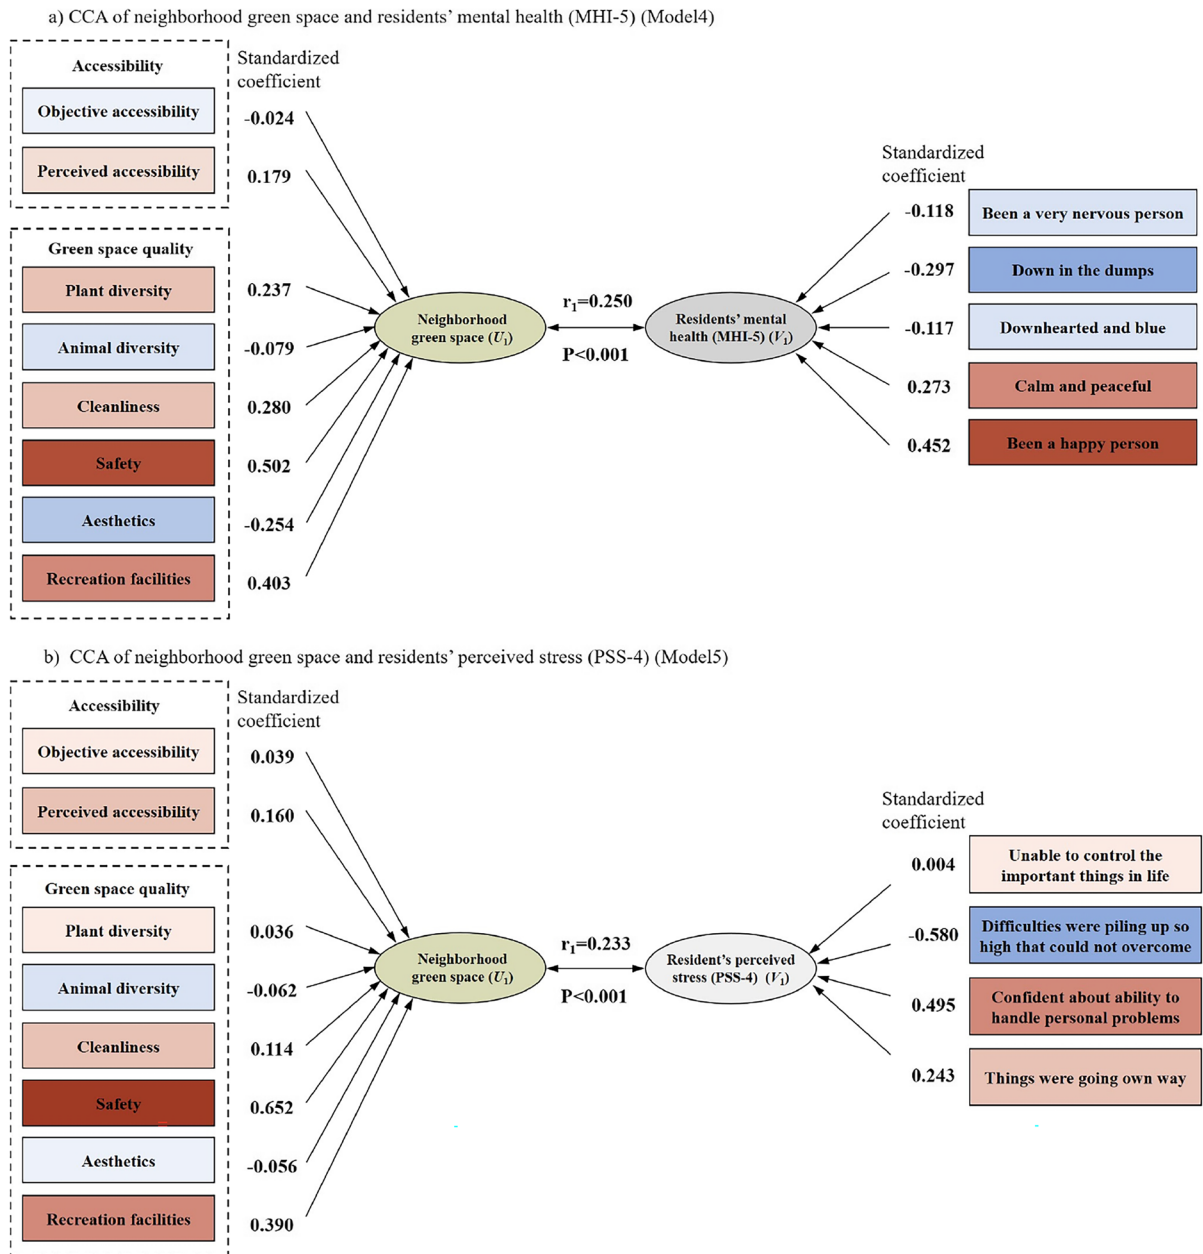 a) CCA of neighborhood green space and residents’ mental health (MHI-5) (Model4)
Accessibility
Standardized
coefficient
Objective accessibility
-0.024
Perceived accessibility
0.179
Green space quality
Plant diversity
0.237
Animal diversity
-0.079
Cleanliness
0.280
Safety
0.502
Aesthetics
-0.254
Recreation facilities
0.403
Neighborhood
green space (U₁)
r₁=0.250
P<0.001
Residents’ mental
health (MHI-5) (V₁)
Standardized
coefficient
-0.118
Been a very nervous person
-0.297
Down in the dumps
-0.117
Downhearted and blue
0.273
Calm and peaceful
0.452
Been a happy person
b) CCA of neighborhood green space and residents’ perceived stress (PSS-4) (Model5)
Accessibility
Standardized
coefficient
Objective accessibility
0.039
Perceived accessibility
0.160
Green space quality
Plant diversity
0.036
Animal diversity
-0.062
Cleanliness
0.114
Safety
0.652
Aesthetics
-0.056
Recreation facilities
0.390
Neighborhood
green space (U₁)
r₁=0.233
P<0.001
Resident’s perceived
stress (PSS-4) (V₁)
Standardized
coefficient
0.004
Unable to control the
important things in life
-0.580
Difficulties were piling up so
high that could not overcome
0.495
Confident about ability to
handle personal problems
0.243
Things were going own way